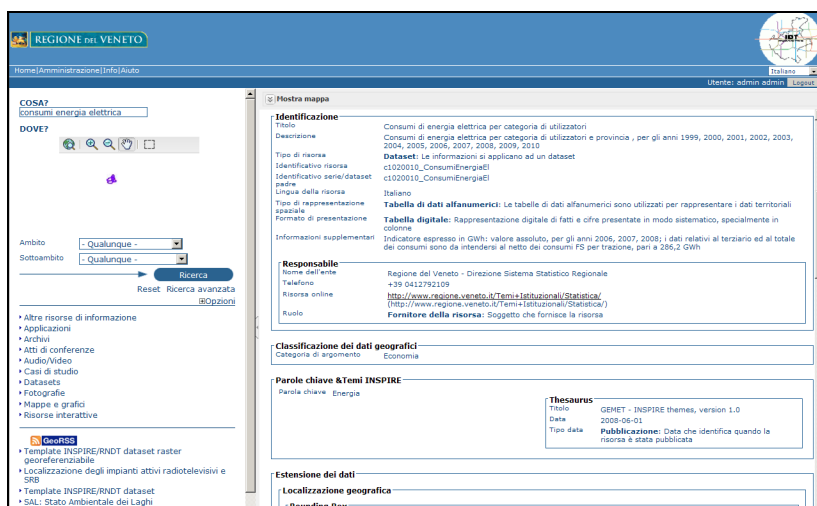 REGIONE DEL VENETO
IDT
Home|Amministrazione|Info|Aiuto
Italiano
Utente: admin admin Logout
COSA?
consumi energia elettrica
DOVE?
Ambito - Qualunque -
Sottoambito - Qualunque -
Ricerca
Reset Ricerca avanzata
Opzioni
Altre risorse di informazione
Applicazioni
Archivi
Atti di conferenze
Audio/Video
Casi di studio
Datasets
Fotografie
Mappe e grafici
Risorse interattive
GeoRSS
Template INSPIRE/RNDT dataset raster
georeferenziabile
Localizzazione degli impianti attivi radiotelevisivi e
SRB
Template INSPIRE/RNDT dataset
SAL: Stato Ambientale dei Laghi
Mostra mappa
Identificazione
Titolo Consumi di energia elettrica per categoria di utilizzatori
Descrizione Consumi di energia elettrica per categoria di utilizzatori e provincia , per gli anni 1999, 2000, 2001, 2002, 2003,
2004, 2005, 2006, 2007, 2008, 2009, 2010
Tipo di risorsa Dataset: Le informazioni si applicano ad un dataset
Identificativo risorsa c1020010_ConsumiEnergiaEl
Identificativo serie/dataset c1020010_ConsumiEnergiaEl
padre
Lingua della risorsa Italiano
Tipo di rappresentazione Tabella di dati alfanumerici: Le tabelle di dati alfanumerici sono utilizzati per rappresentare i dati territoriali
spaziale
Formato di presentazione Tabella digitale: Rappresentazione digitale di fatti e cifre presentate in modo sistematico, specialmente in
colonne
Informazioni supplementari Indicatore espresso in GWh: valore assoluto, per gli anni 2006, 2007, 2008; i dati relativi al terziario ed al totale
dei consumi sono da intendersi al netto dei consumi FS per trazione, pari a 286,2 GWh
Responsabile
Nome dell'ente Regione del Veneto - Direzione Sistema Statistico Regionale
Telefono +39 0412792109
Risorsa online http://www.regione.veneto.it/Temi+Istituzionali/Statistica/
(http://www.regione.veneto.it/Temi+Istituzionali/Statistica/)
Ruolo Fornitore della risorsa: Soggetto che fornisce la risorsa
Classificazione dei dati geografici
Categoria di argomento Economia
Parole chiave &Temi INSPIRE
Parola chiave Energia
Thesaurus
Titolo GEMET - INSPIRE themes, version 1.0
Data 2008-06-01
Tipo data Pubblicazione: Data che identifica quando la
risorsa è stata pubblicata
Estensione dei dati
Localizzazione geografica
Bounding Box